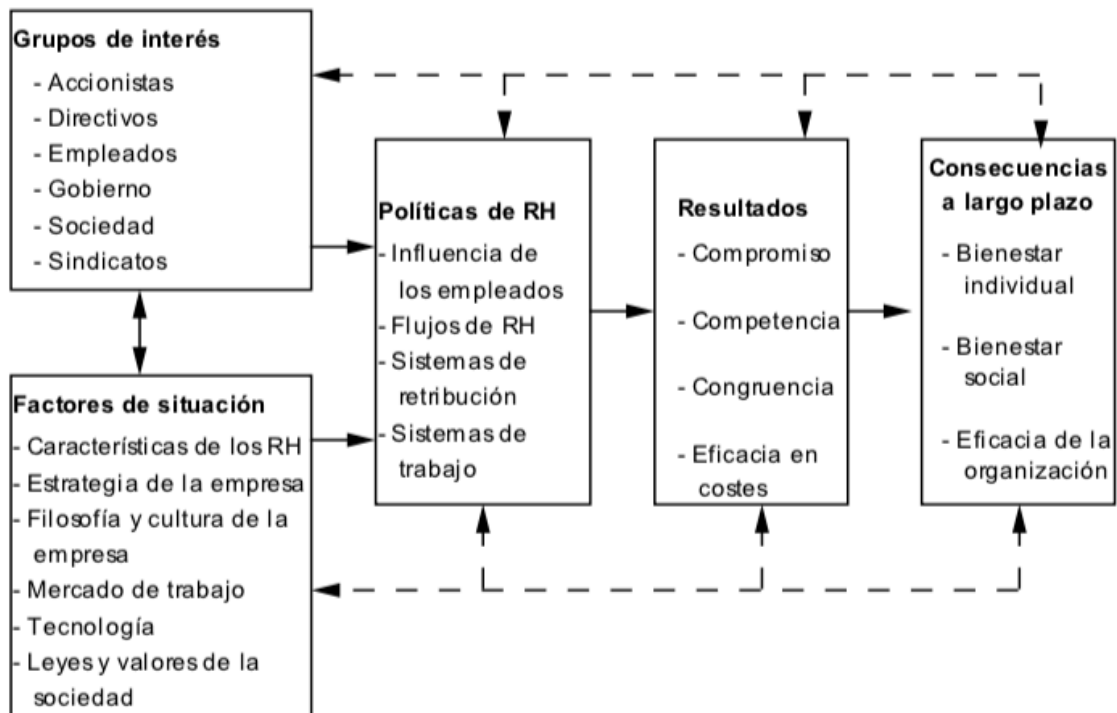 Grupos de interés
- Accionistas
- Directivos
- Empleados
- Gobierno
- Sociedad
- Sindicatos
Factores de situación
- Características de los RH
- Estrategia de la empresa
- Filosofía y cultura de la
empresa
- Mercado de trabajo
- Tecnología
- Leyes y valores de la
sociedad
Políticas de RH
- Influencia de
los empleados
- Flujos de RH
- Sistemas de
retribución
- Sistemas de
trabajo
Resultados
- Compromiso
- Competencia
- Congruencia
- Eficacia en
costes
Consecuencias
a largo plazo
- Bienestar
individual
- Bienestar
social
- Eficacia de la
organización